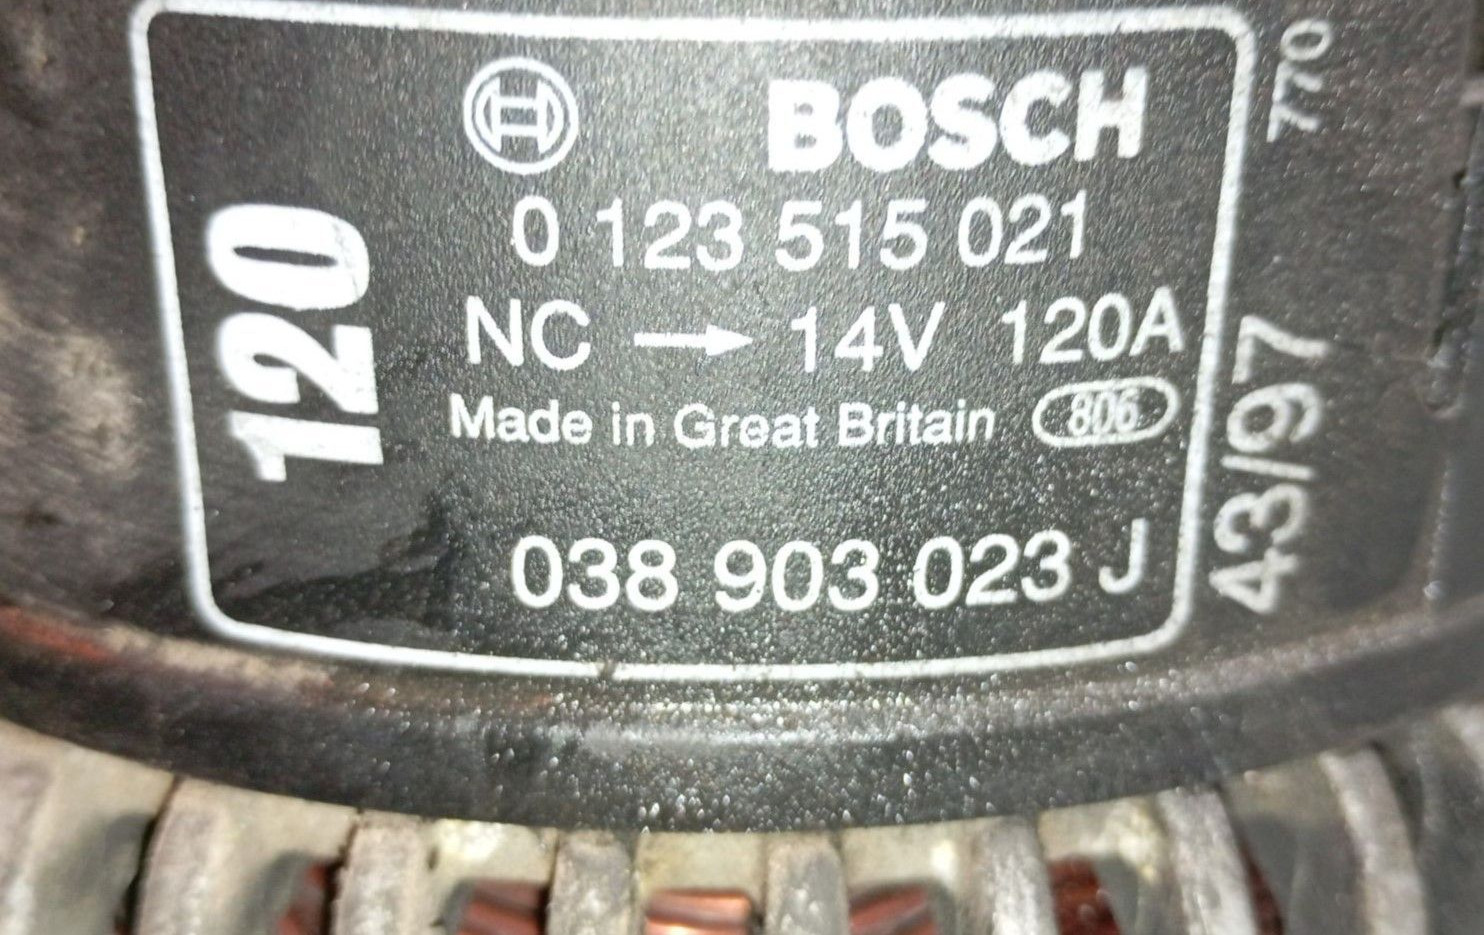 BOSCH
0 123 515 021
NC → 14V 120A
Made in Great Britain 806
038 903 023 J
120
770
43/97